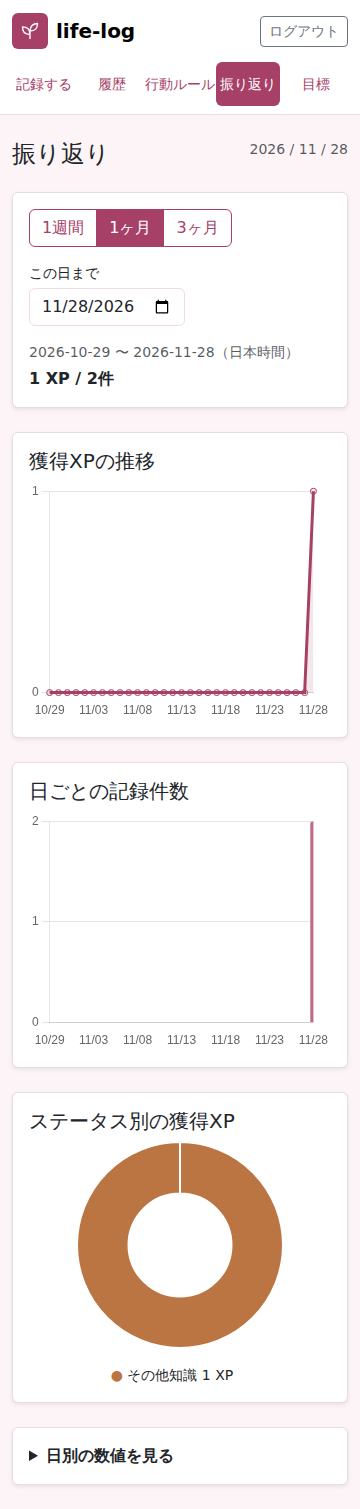 life-log
ログアウト
記録する 履歴 行動ルール 振り返り 目標
振り返り
2026 / 11 / 28
1週間 1ヶ月 3ヶ月
この日まで
11/28/2026
2026-10-29 〜 2026-11-28（日本時間）
1 XP / 2件
獲得XPの推移
1
0
10/29 11/03 11/08 11/13 11/18 11/23 11/28
日ごとの記録件数
2
1
0
10/29 11/03 11/08 11/13 11/18 11/23 11/28
ステータス別の獲得XP
その他知識 1 XP
日別の数値を見る